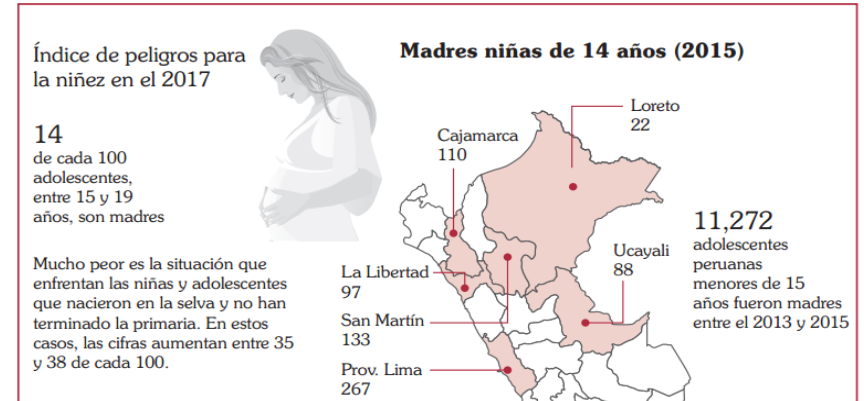 Índice de peligros para
la niñez en el 2017
14
de cada 100
adolescentes,
entre 15 y 19
años, son madres
Mucho peor es la situación que
enfrentan las niñas y adolescentes
que nacieron en la selva y no han
terminado la primaria. En estos
casos, las cifras aumentan entre 35
y 38 de cada 100.
Madres niñas de 14 años (2015)
Loreto
22
Cajamarca
110
Ucayali
88
La Libertad
97
San Martín
133
Prov. Lima
267
11,272
adolescentes
peruanas
menores de 15
años fueron madres
entre el 2013 y 2015